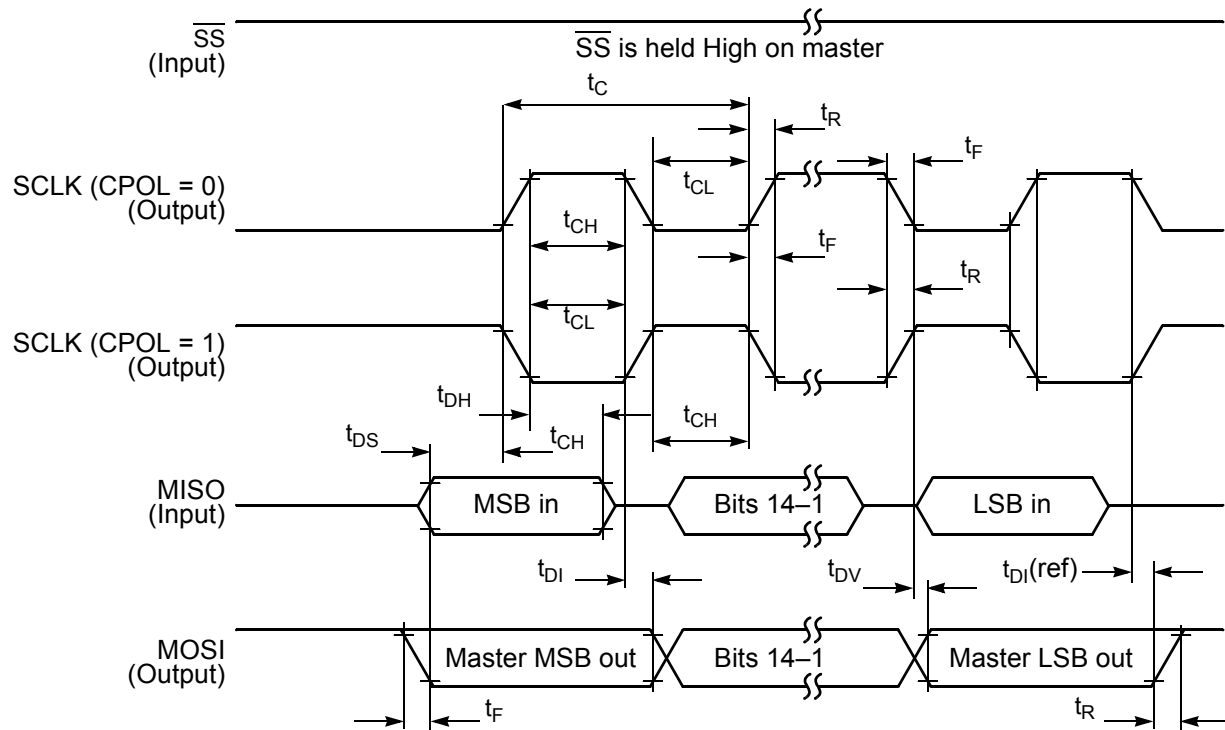 SS
(Input)
SS is held High on master
tC
tR
tF
SCLK (CPOL = 0)
(Output)
tCL
tCH
tF
tR
tCL
SCLK (CPOL = 1)
(Output)
tDH
tCH
tDS
tCH
MISO
(Input)
MSB in
Bits 14–1
LSB in
tDI
tDV
tDI(ref)
MOSI
(Output)
Master MSB out
Bits 14–1
Master LSB out
tF
tR